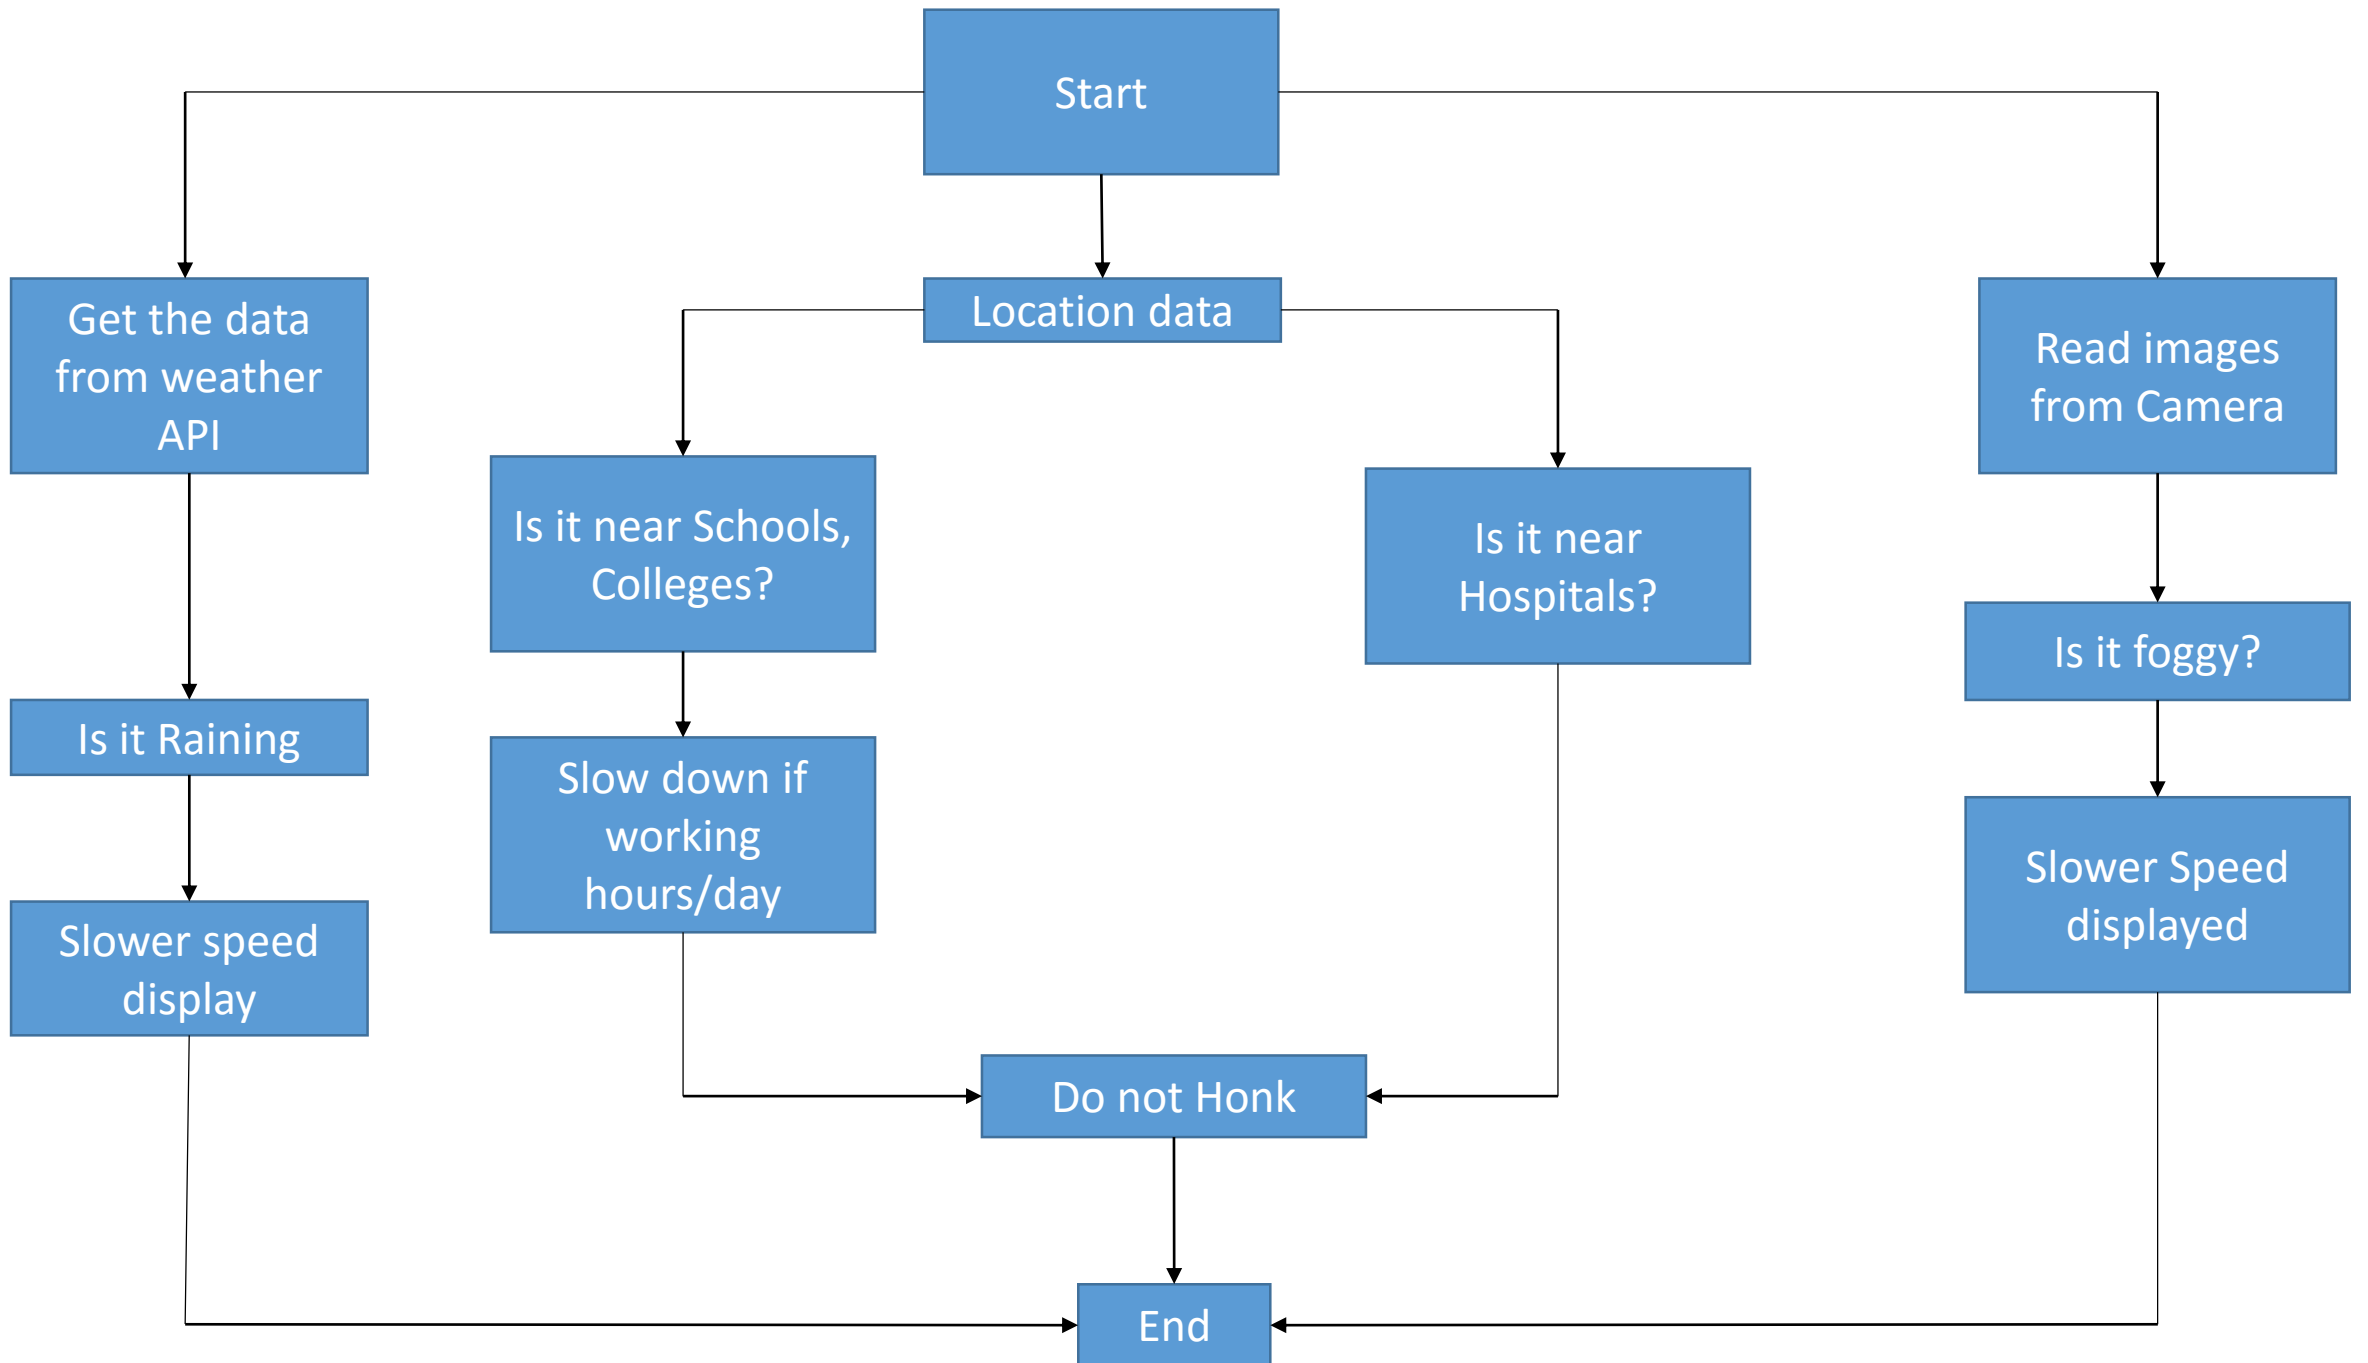 Start
Get the data
from weather
API
Location data
Read images
from Camera
Is it near Schools,
Colleges?
Is it near
Hospitals?
Is it foggy?
Is it Raining
Slow down if
working
hours/day
Slower Speed
displayed
Slower speed
display
Do not Honk
End